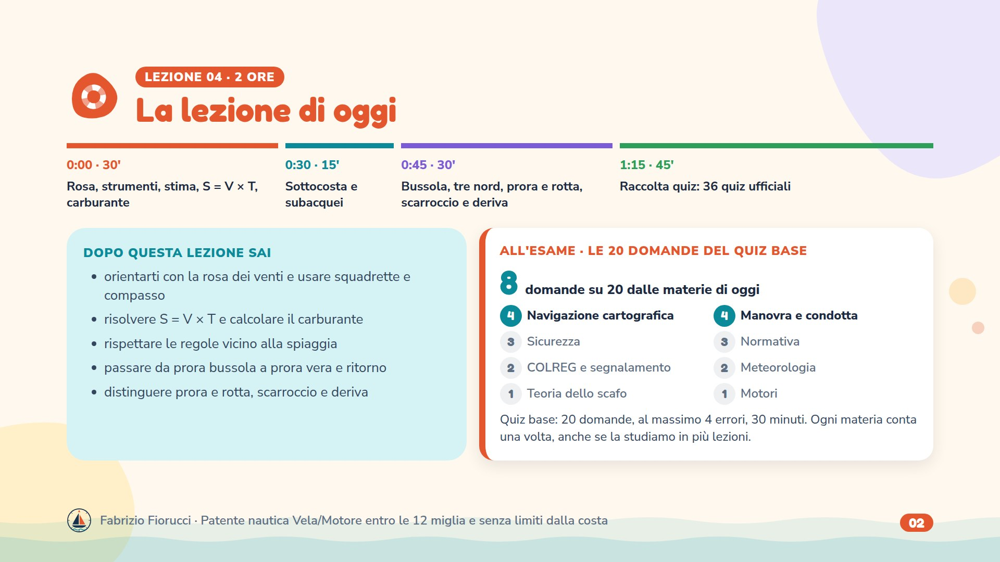 LEZIONE 04 · 2 ORE
La lezione di oggi
0:00 · 30'
Rosa, strumenti, stima, S = V × T,
carburante
0:30 · 15'
Sottocosta e
subacquei
0:45 · 30'
Bussola, tre nord, prora e rotta,
scarroccio e deriva
1:15 · 45'
Raccolta quiz: 36 quiz ufficiali
DOPO QUESTA LEZIONE SAI
orientarti con la rosa dei venti e usare squadrette e
compasso
risolvere S = V × T e calcolare il carburante
rispettare le regole vicino alla spiaggia
passare da prora bussola a prora vera e ritorno
distinguere prora e rotta, scarroccio e deriva
ALL'ESAME · LE 20 DOMANDE DEL QUIZ BASE
8 domande su 20 dalle materie di oggi
4 Navigazione cartografica
4 Manovra e condotta
3 Sicurezza
3 Normativa
2 COLREG e segnalamento
2 Meteorologia
1 Teoria dello scafo
1 Motori
Quiz base: 20 domande, al massimo 4 errori, 30 minuti. Ogni materia conta
una volta, anche se la studiamo in più lezioni.
Fabrizio Fiorucci · Patente nautica Vela/Motore entro le 12 miglia e senza limiti dalla costa
02